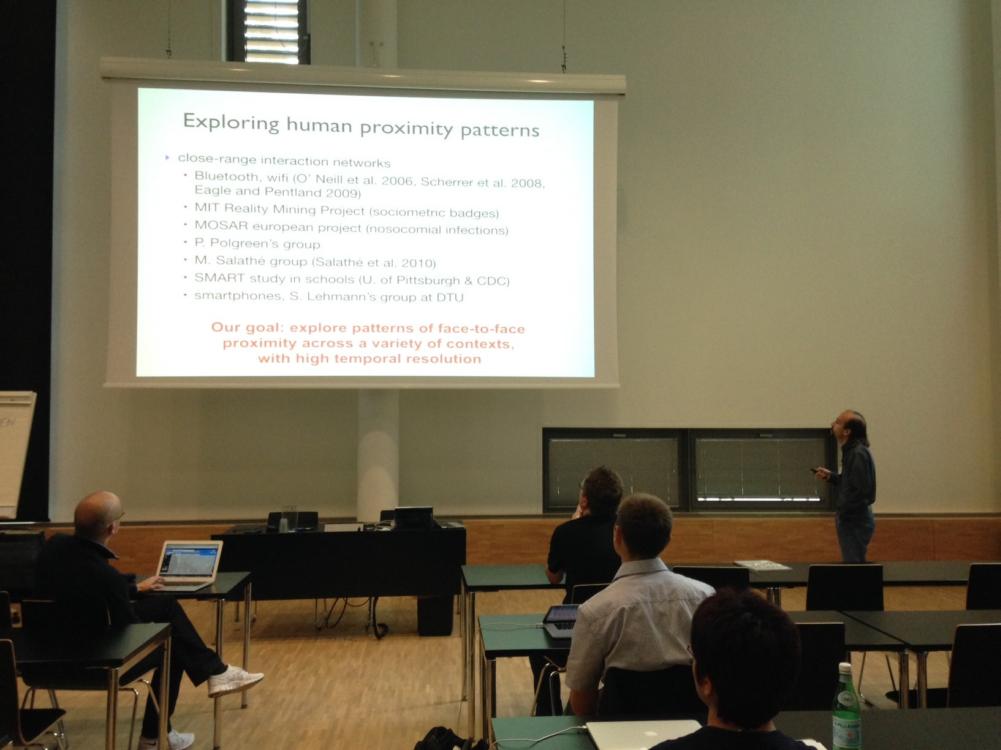 Exploring human proximity patterns
‣ close-range interaction networks
• Bluetooth, wifi (O' Neill et al. 2006, Scherrer et al. 2008,
Eagle and Pentland 2009)
• MIT Reality Mining Project (sociometric badges)
• MOSAR european project (nosocomial infections)
• P. Polgreen's group
• M. Salathé group (Salathé et al. 2010)
• SMART study in schools (U. of Pittsburgh & CDC)
• smartphones, S. Lehmann's group at DTU
Our goal: explore patterns of face-to-face
proximity across a variety of contexts,
with high temporal resolution